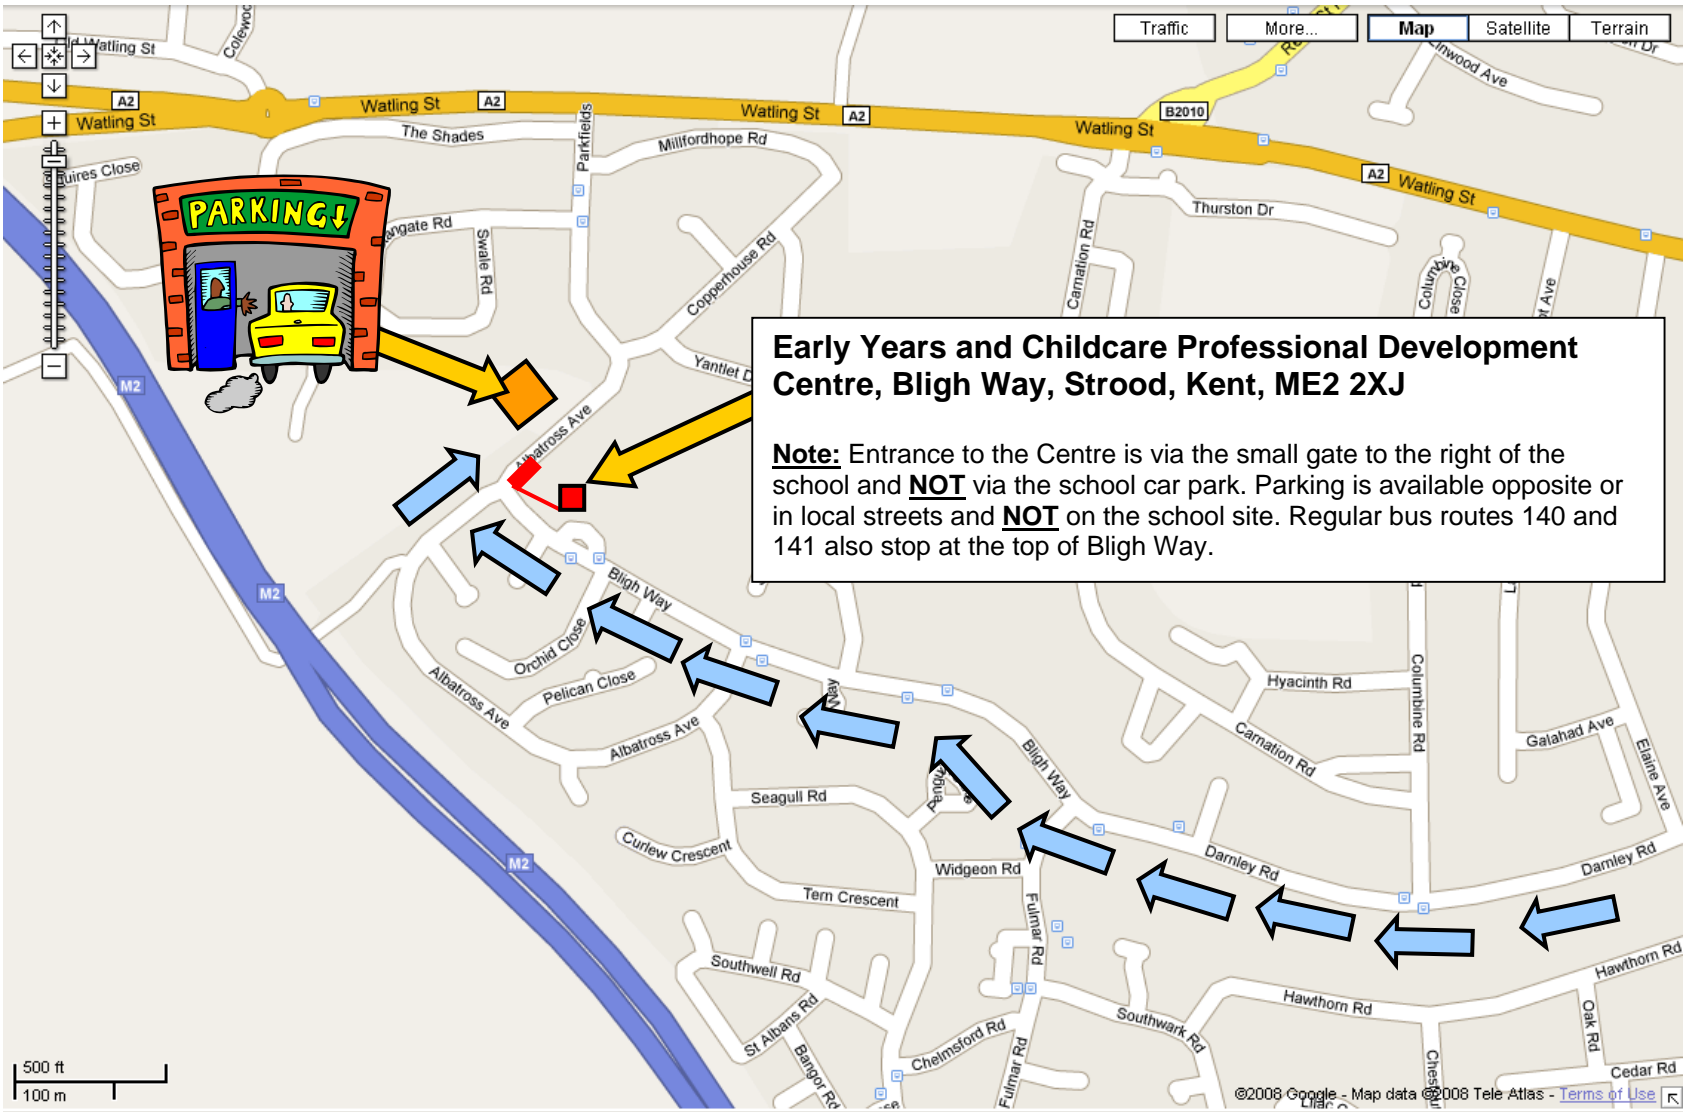 Traffic
More...
Map
Satellite
Terrain
Watling St
A2
Watling St
A2
Watling St
A2
Watling St
B2010
Watling St
A2
Watling St
Linwood Ave
The Shades
Parkfields
Millfordhope Rd
Thurston Dr
Carnation Rd
Columbine Close
PARKING
Swale Rd
Copperhouse Rd
Albatross Ave
M2
Early Years and Childcare Professional Development
Centre, Bligh Way, Strood, Kent, ME2 2XJ
Note: Entrance to the Centre is via the small gate to the right of the
school and NOT via the school car park. Parking is available opposite or
in local streets and NOT on the school site. Regular bus routes 140 and
141 also stop at the top of Bligh Way.
M2
Bligh Way
Orchid Close
Pelican Close
Albatross Ave
Albatross Ave
Way
Hyacinth Rd
Columbine Rd
Carnation Rd
Galahad Ave
Elaine Ave
Bligh Way
Seagull Rd
Curlew Crescent
M2
Tern Crescent
Widgeon Rd
Fulmar Rd
Darnley Rd
Darnley Rd
Southwell Rd
St Albans Rd
Bangor Rd
Chelmsford Rd
Fulmar Rd
Southwark Rd
Hawthorn Rd
Hawthorn Rd
Oak Rd
Cedar Rd
500 ft
100 m
©2008 Google - Map data ©2008 Tele Atlas - Terms of Use